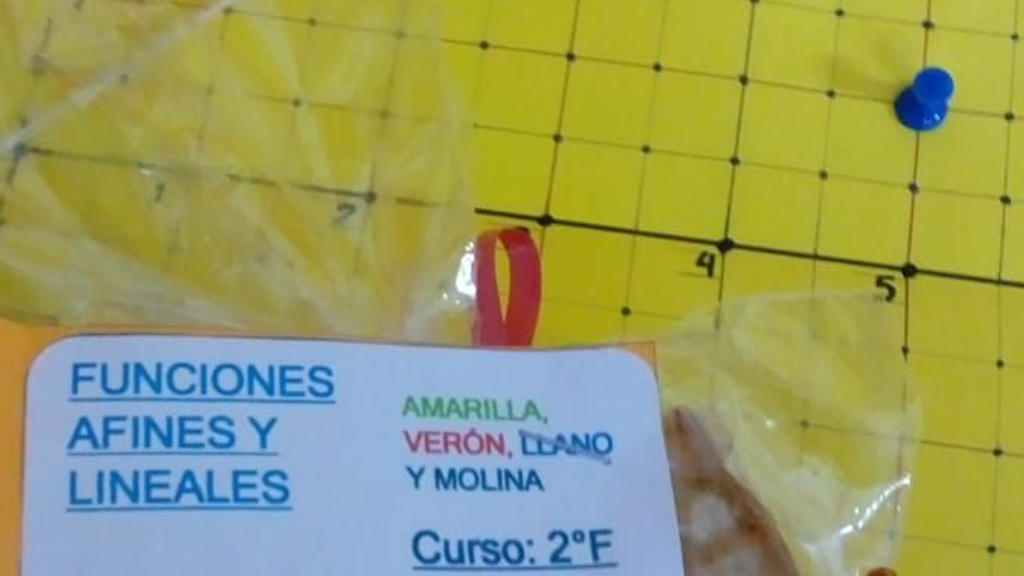 1 2 4 5
FUNCIONES
AFINES Y
LINEALES
AMARILLA,
VERÓN, LLANO
Y MOLINA
Curso: 2°F